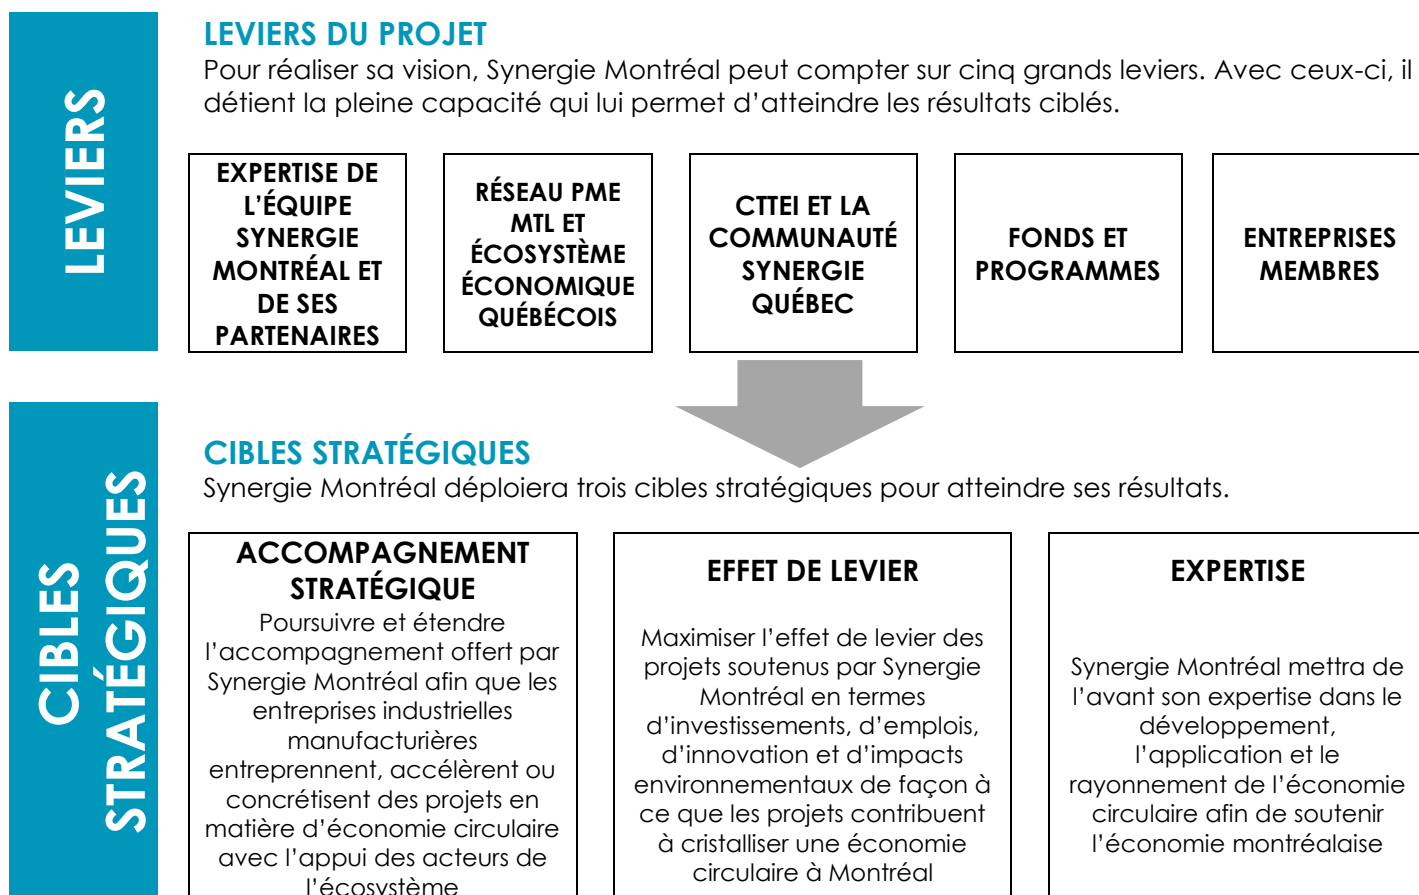 LEVIERS
LEVIERS DU PROJET
Pour réaliser sa vision, Synergie Montréal peut compter sur cinq grands leviers. Avec ceux-ci, il
détient la pleine capacité qui lui permet d’atteindre les résultats ciblés.
EXPERTISE DE
L’ÉQUIPE
SYNERGIE
MONTRÉAL ET
DE SES
PARTENAIRES
RÉSEAU PME
MTL ET
ÉCOSYSTÈME
ÉCONOMIQUE
QUÉBÉCOIS
CTTEI ET LA
COMMUNAUTÉ
SYNERGIE
QUÉBEC
FONDS ET
PROGRAMMES
ENTREPRISES
MEMBRES
CIBLES
STRATÉGIQUES
CIBLES STRATÉGIQUES
Synergie Montréal déploiera trois cibles stratégiques pour atteindre ses résultats.
ACCOMPAGNEMENT
STRATÉGIQUE
Poursuivre et étendre
l’accompagnement offert par
Synergie Montréal afin que les
entreprises industrielles
manufacturières
entreprennent, accélèrent ou
concrétisent des projets en
matière d’économie circulaire
avec l’appui des acteurs de
l’écosystème
EFFET DE LEVIER
Maximiser l’effet de levier des
projets soutenus par Synergie
Montréal en termes
d’investissements, d’emplois,
d’innovation et d’impacts
environnementaux de façon à
ce que les projets contribuent
à cristalliser une économie
circulaire à Montréal
EXPERTISE
Synergie Montréal mettra de
l’avant son expertise dans le
développement,
l’application et le
rayonnement de l’économie
circulaire afin de soutenir
l’économie montréalaise